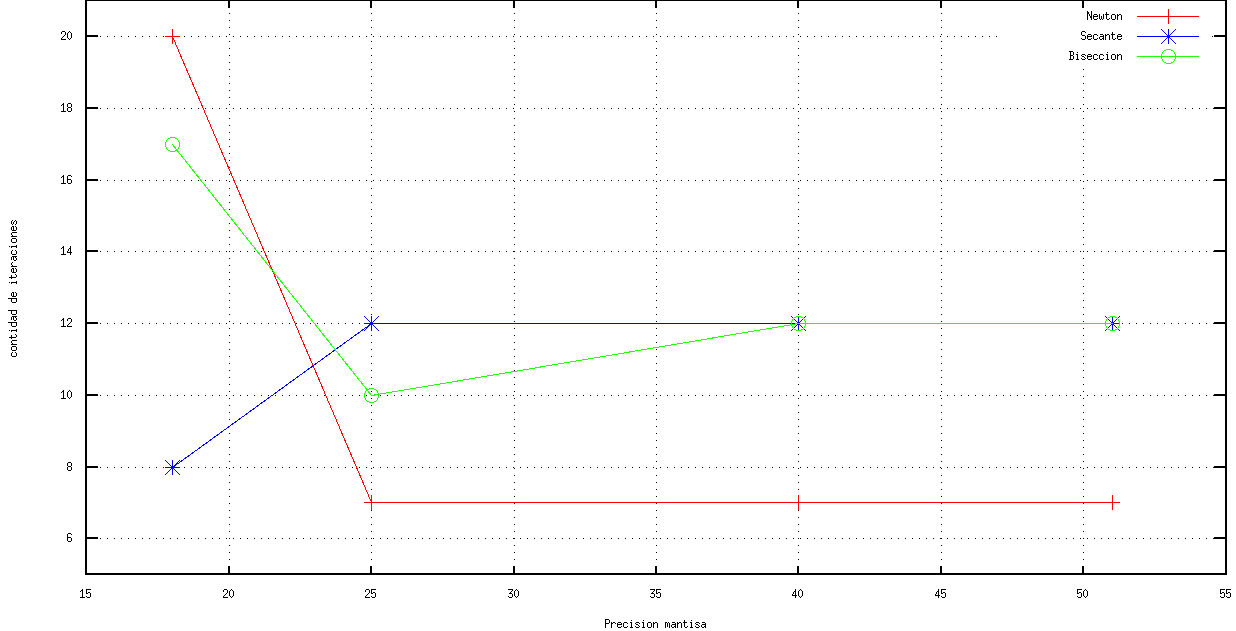 Newton
Secante
Biseccion
20
18
16
14
12
10
8
6
contidad de iteraciones
15 20 25 30 35 40 45 50 55
Precision mantisa